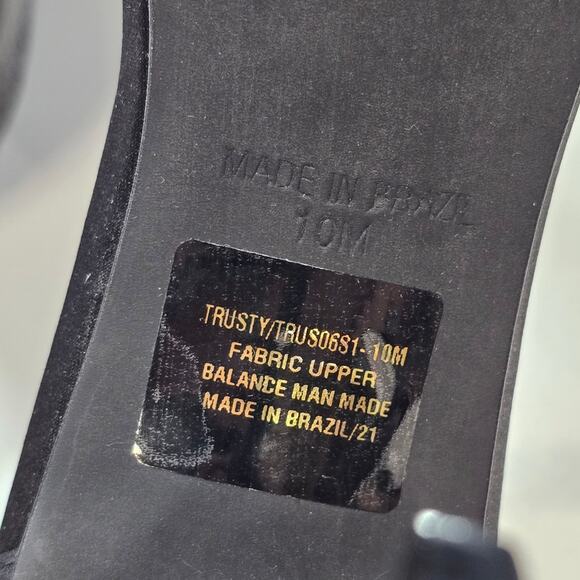 MADE IN BRAZIL
10M
TRUSTY/TRUS06S1-10M
FABRIC UPPER
BALANCE MAN MADE
MADE IN BRAZIL/21